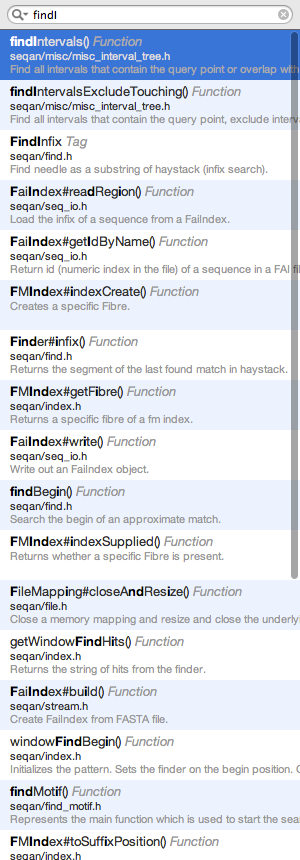 findI
findIntervals() Function
seqan/misc/misc_interval_tree.h
Find all intervals that contain the query point or overlap with
findIntervalsExcludeTouching() Function
seqan/misc/misc_interval_tree.h
Find all intervals that contain the query point, exclude interv
FindInfix Tag
seqan/find.h
Find needle as a substring of haystack (infix search).
FaiIndex#readRegion() Function
seqan/seq_io.h
Load the infix of a sequence from a FaiIndex.
FaiIndex#getIdByName() Function
seqan/seq_io.h
Return id (numeric index in the file) of a sequence in a FAI fil
FMIndex#indexCreate() Function
Creates a specific Fibre.
Finder#infix() Function
seqan/find.h
Returns the segment of the last found match in haystack.
FMIndex#getFibre() Function
seqan/index.h
Returns a specific fibre of a fm index.
FaiIndex#write() Function
seqan/seq_io.h
Write out an FaiIndex object.
findBegin() Function
seqan/find.h
Search the begin of an approximate match.
FMIndex#indexSupplied() Function
Returns whether a specific Fibre is present.
FileMapping#closeAndResize() Function
seqan/file.h
Close a memory mapping and resize and close the underlyi
getWindowFindHits() Function
seqan/index.h
Returns the string of hits from the finder.
FaiIndex#build() Function
seqan/stream.h
Create FaiIndex from FASTA file.
windowFindBegin() Function
seqan/index.h
Initializes the pattern. Sets the finder on the begin position. C
findMotif() Function
seqan/find_motif.h
Represents the main function which is used to start the sea
FMIndex#toSuffixPosition() Function
seqan/index.h